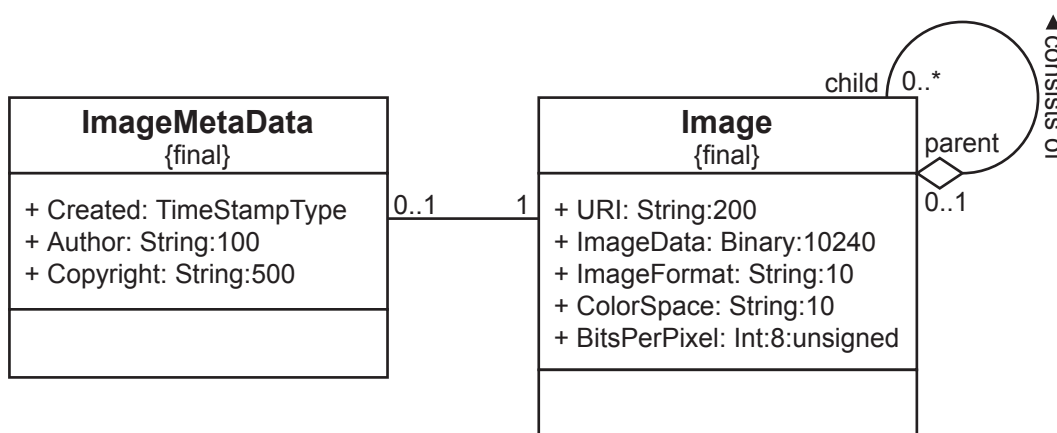 ImageMetaData
{final}
+ Created: TimeStampType
+ Author: String:100
+ Copyright: String:500
0..1
1
Image
{final}
+ URI: String:200
+ ImageData: Binary:10240
+ ImageFormat: String:10
+ ColorSpace: String:10
+ BitsPerPixel: Int:8:unsigned
child
0..*
parent
0..1
◀ consists of